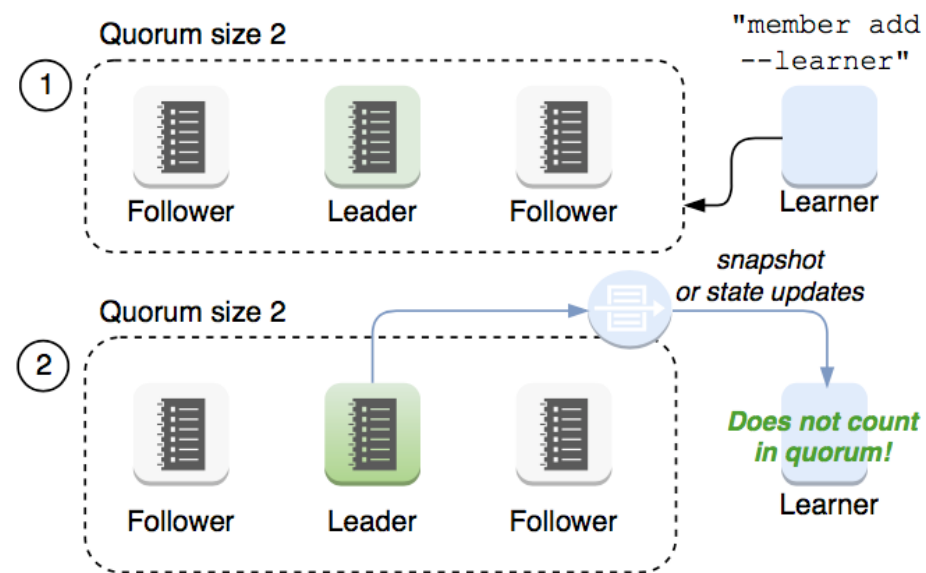 Quorum size 2
"member add
--learner"
1
Follower
Leader
Follower
Learner
snapshot
or state updates
Quorum size 2
2
Does not count
in quorum!
Follower
Leader
Follower
Learner